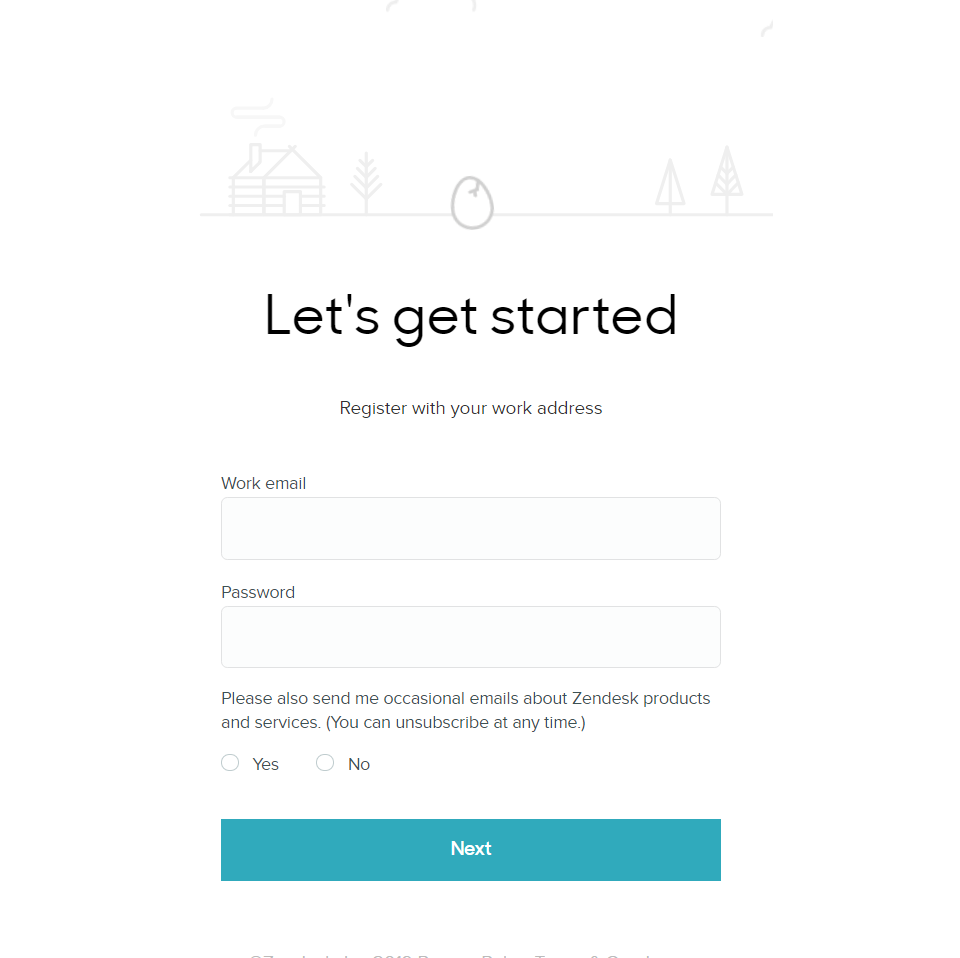 Let's get started
Register with your work address
Work email
Password
Please also send me occasional emails about Zendesk products
and services. (You can unsubscribe at any time.)
Yes No
Next